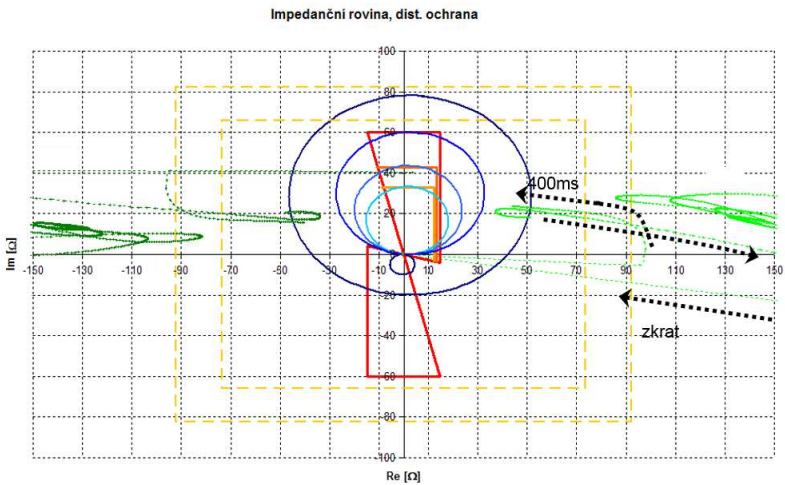 Impedanční rovina, dist. ochrana
100
80
60
40
400ms
20
-150 -130 -110 -90 -70 -50 -30 -10 10 30 50 70 90 110 130 150
-20
-40
zkrat
-60
-80
-100
Im [Ω]
Re [Ω]